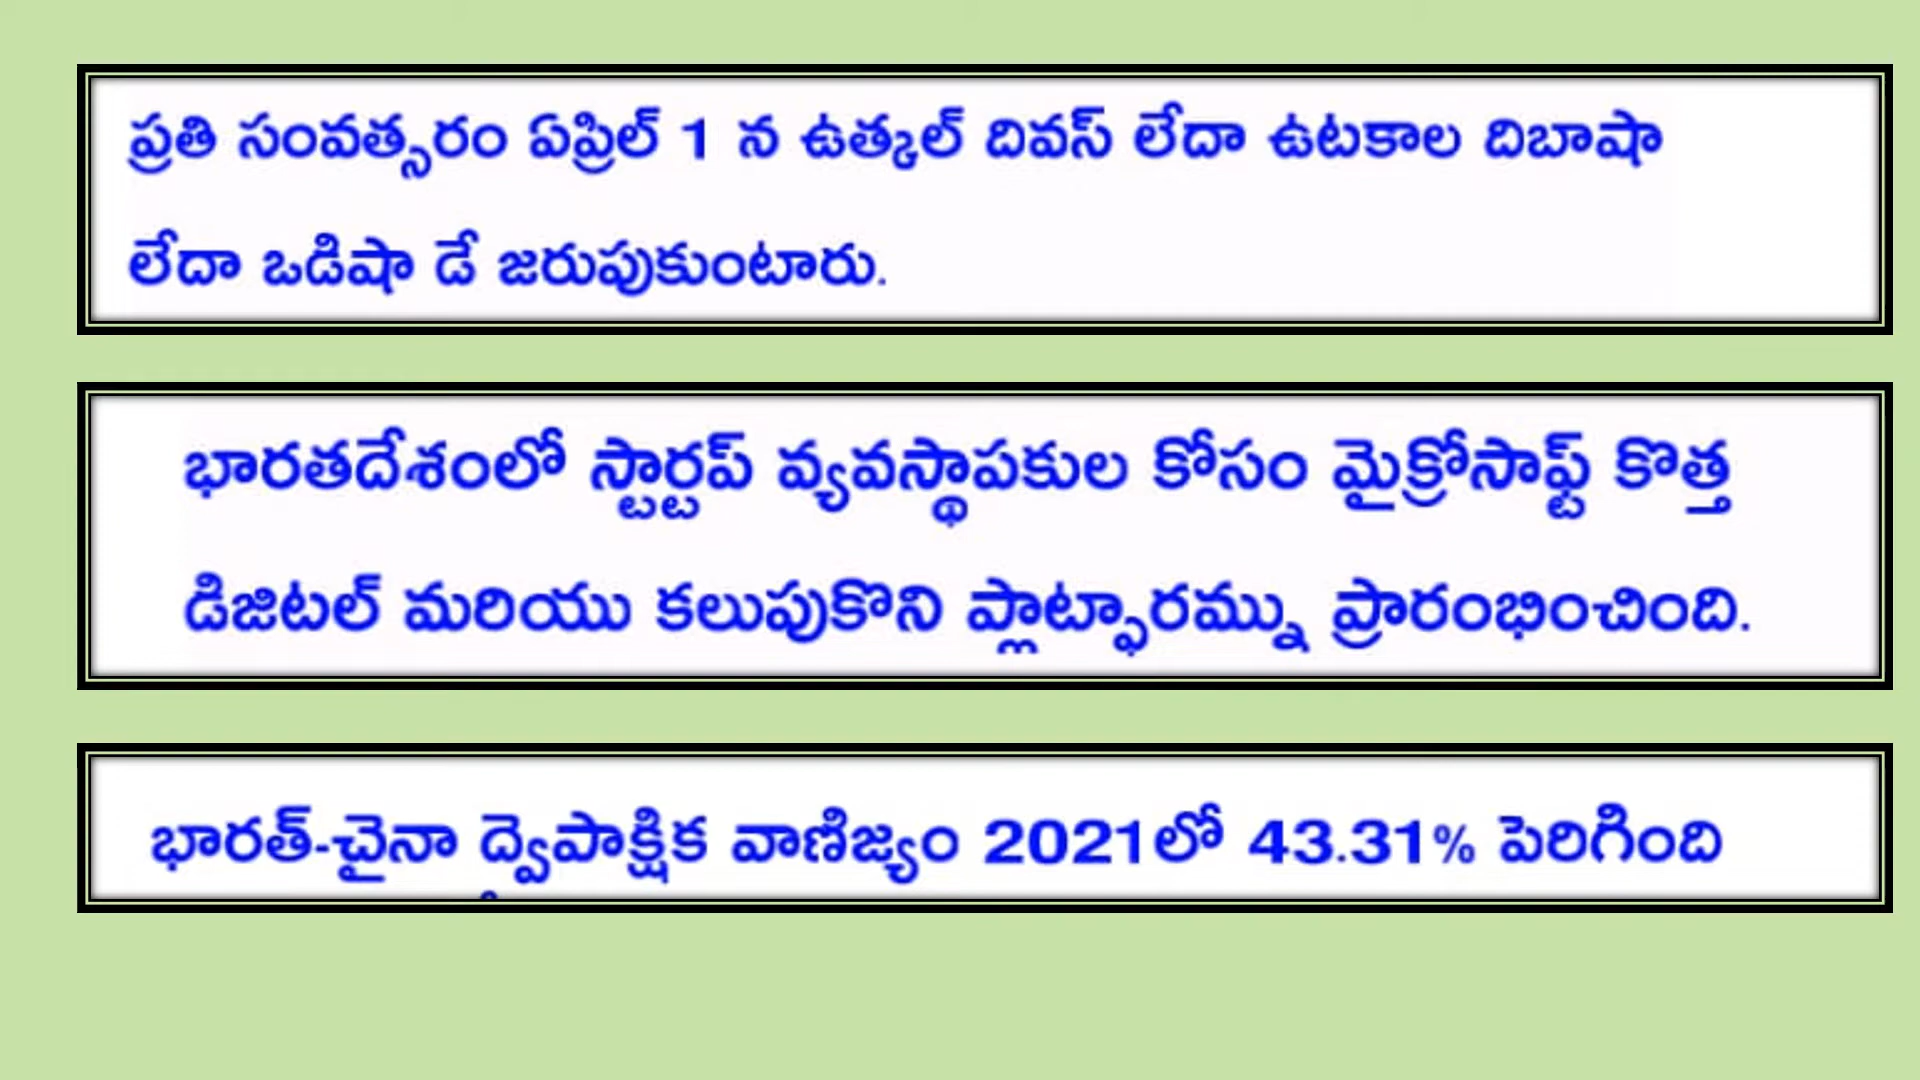 ప్రతి సంవత్సరం ఏప్రిల్ 1 న ఉత్కల్ దివస్ లేదా ఉటకాల దిబాషా
లేదా ఒడిషా డే జరుపుకుంటారు.
భారతదేశంలో స్టార్టప్ వ్యవస్థాపకుల కోసం మైక్రోసాఫ్ట్ కొత్త
డిజిటల్ మరియు కలుపుకొని ప్లాట్ఫారమ్ను ప్రారంభించింది.
భారత్-చైనా ద్వైపాక్షిక వాణిజ్యం 2021లో 43.31% పెరిగింది